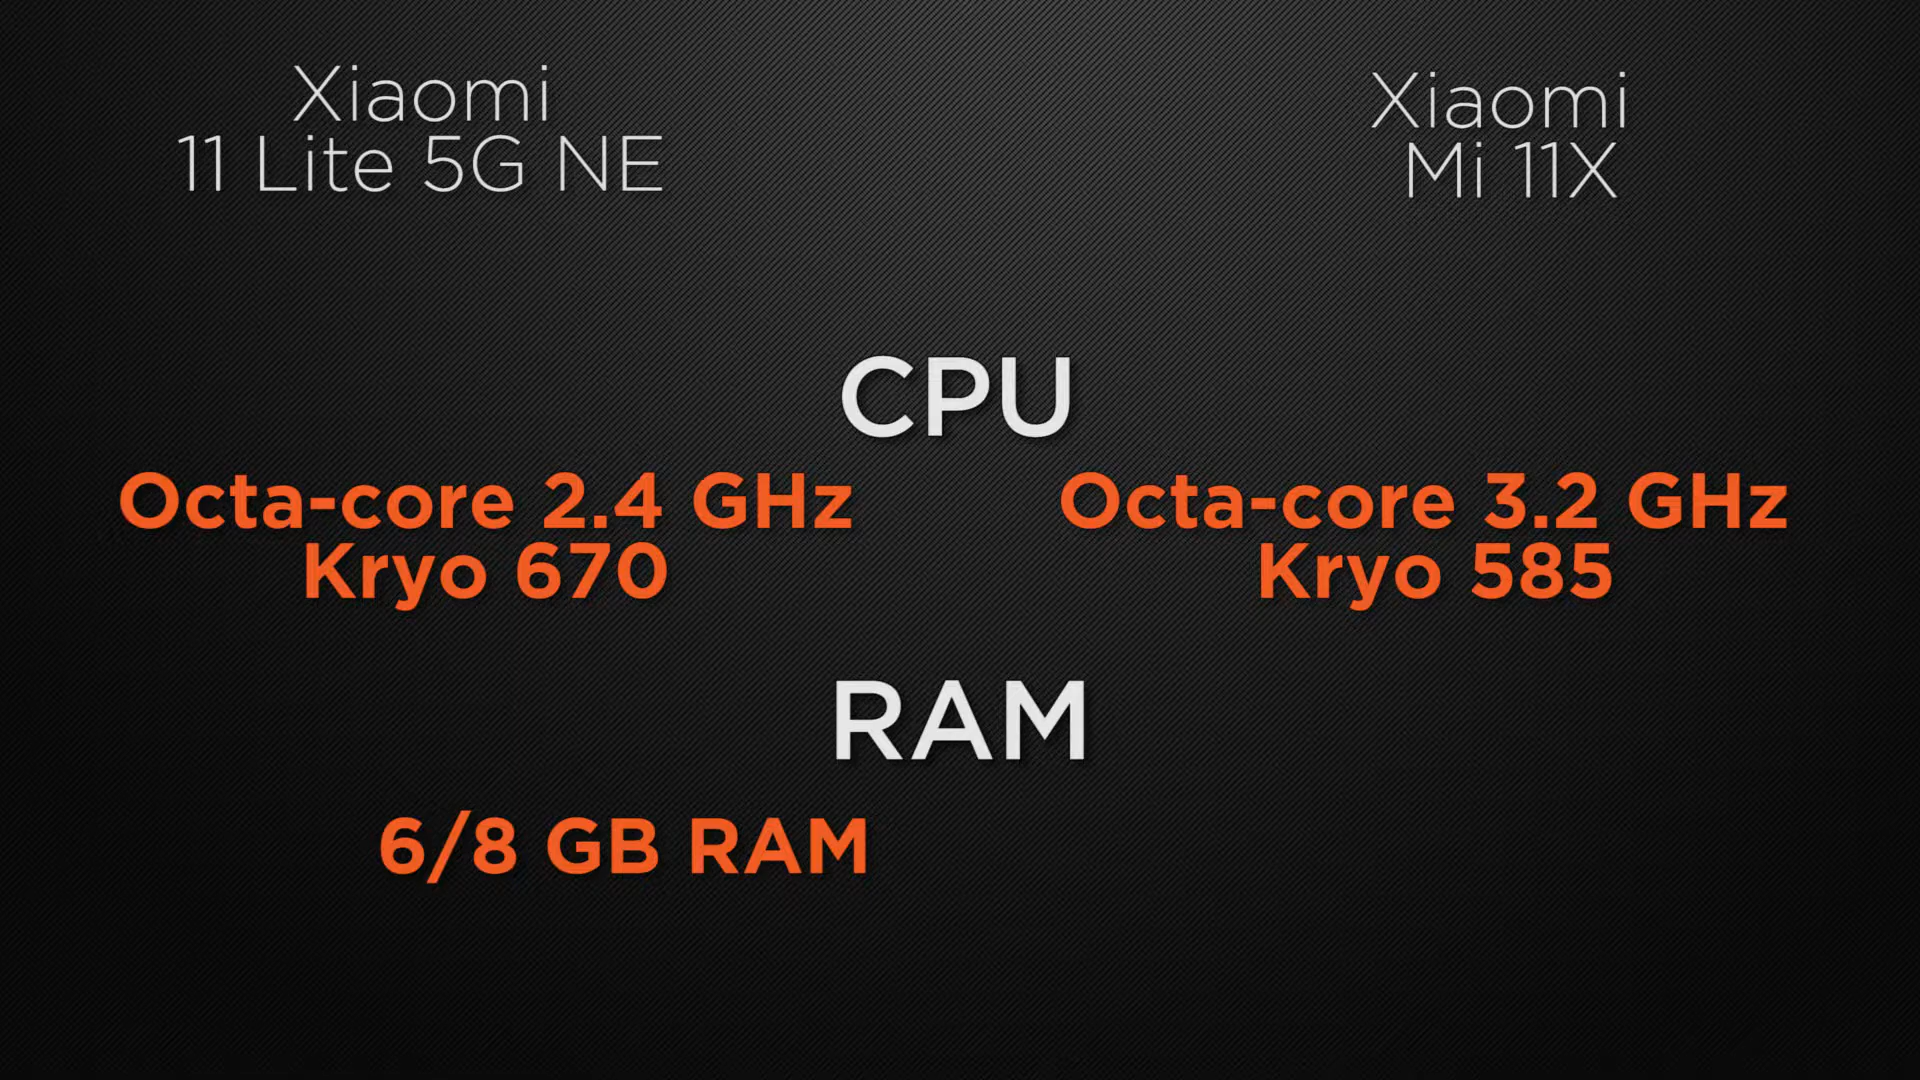 Xiaomi
11 Lite 5G NE
Xiaomi
Mi 11X
CPU
Octa-core 2.4 GHz
Kryo 670
Octa-core 3.2 GHz
Kryo 585
RAM
6/8 GB RAM